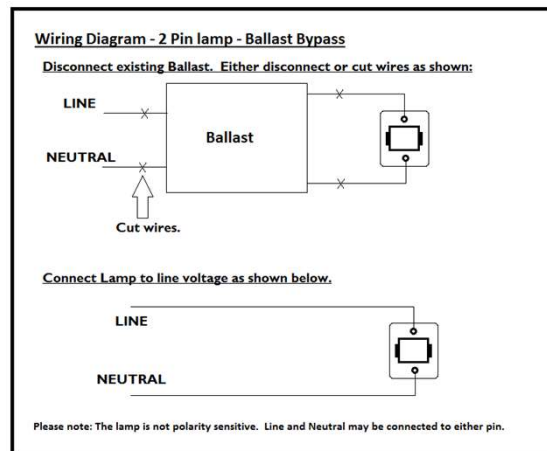 Wiring Diagram - 2 Pin lamp - Ballast Bypass
Disconnect existing Ballast. Either disconnect or cut wires as shown:
LINE
Ballast
NEUTRAL
Cut wires.
Connect Lamp to line voltage as shown below.
LINE
NEUTRAL
Please note: The lamp is not polarity sensitive. Line and Neutral may be connected to either pin.